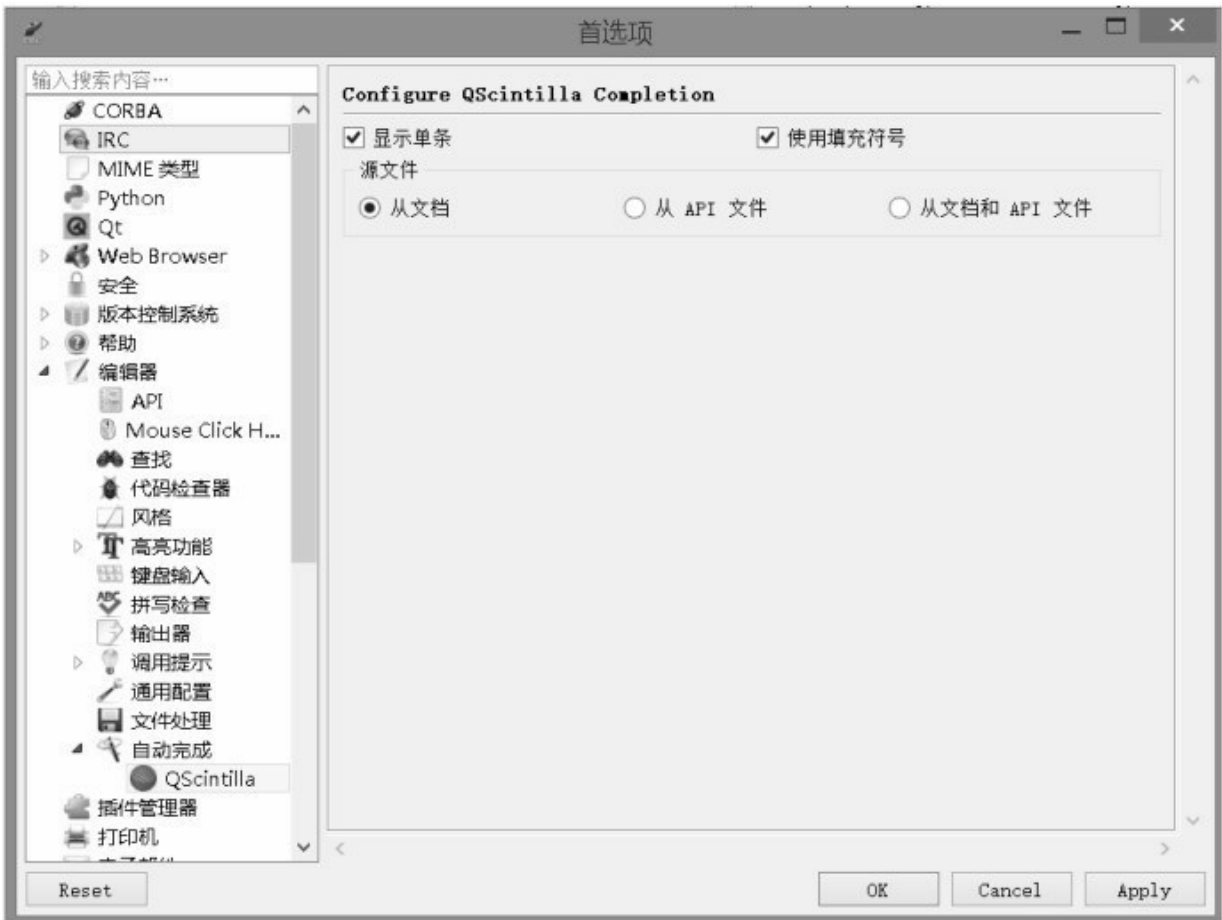 首选项
输入搜索内容…
CORBA
IRC
MIME 类型
Python
Qt
Web Browser
安全
版本控制系统
帮助
编辑器
API
Mouse Click H...
查找
代码检查器
风格
高亮功能
键盘输入
拼写检查
输出器
调用提示
通用配置
文件处理
自动完成
QScintilla
插件管理器
打印机
Configure QScintilla Completion
显示单条 使用填充符号
源文件
从文档 从 API 文件 从文档和 API 文件
Reset OK Cancel Apply